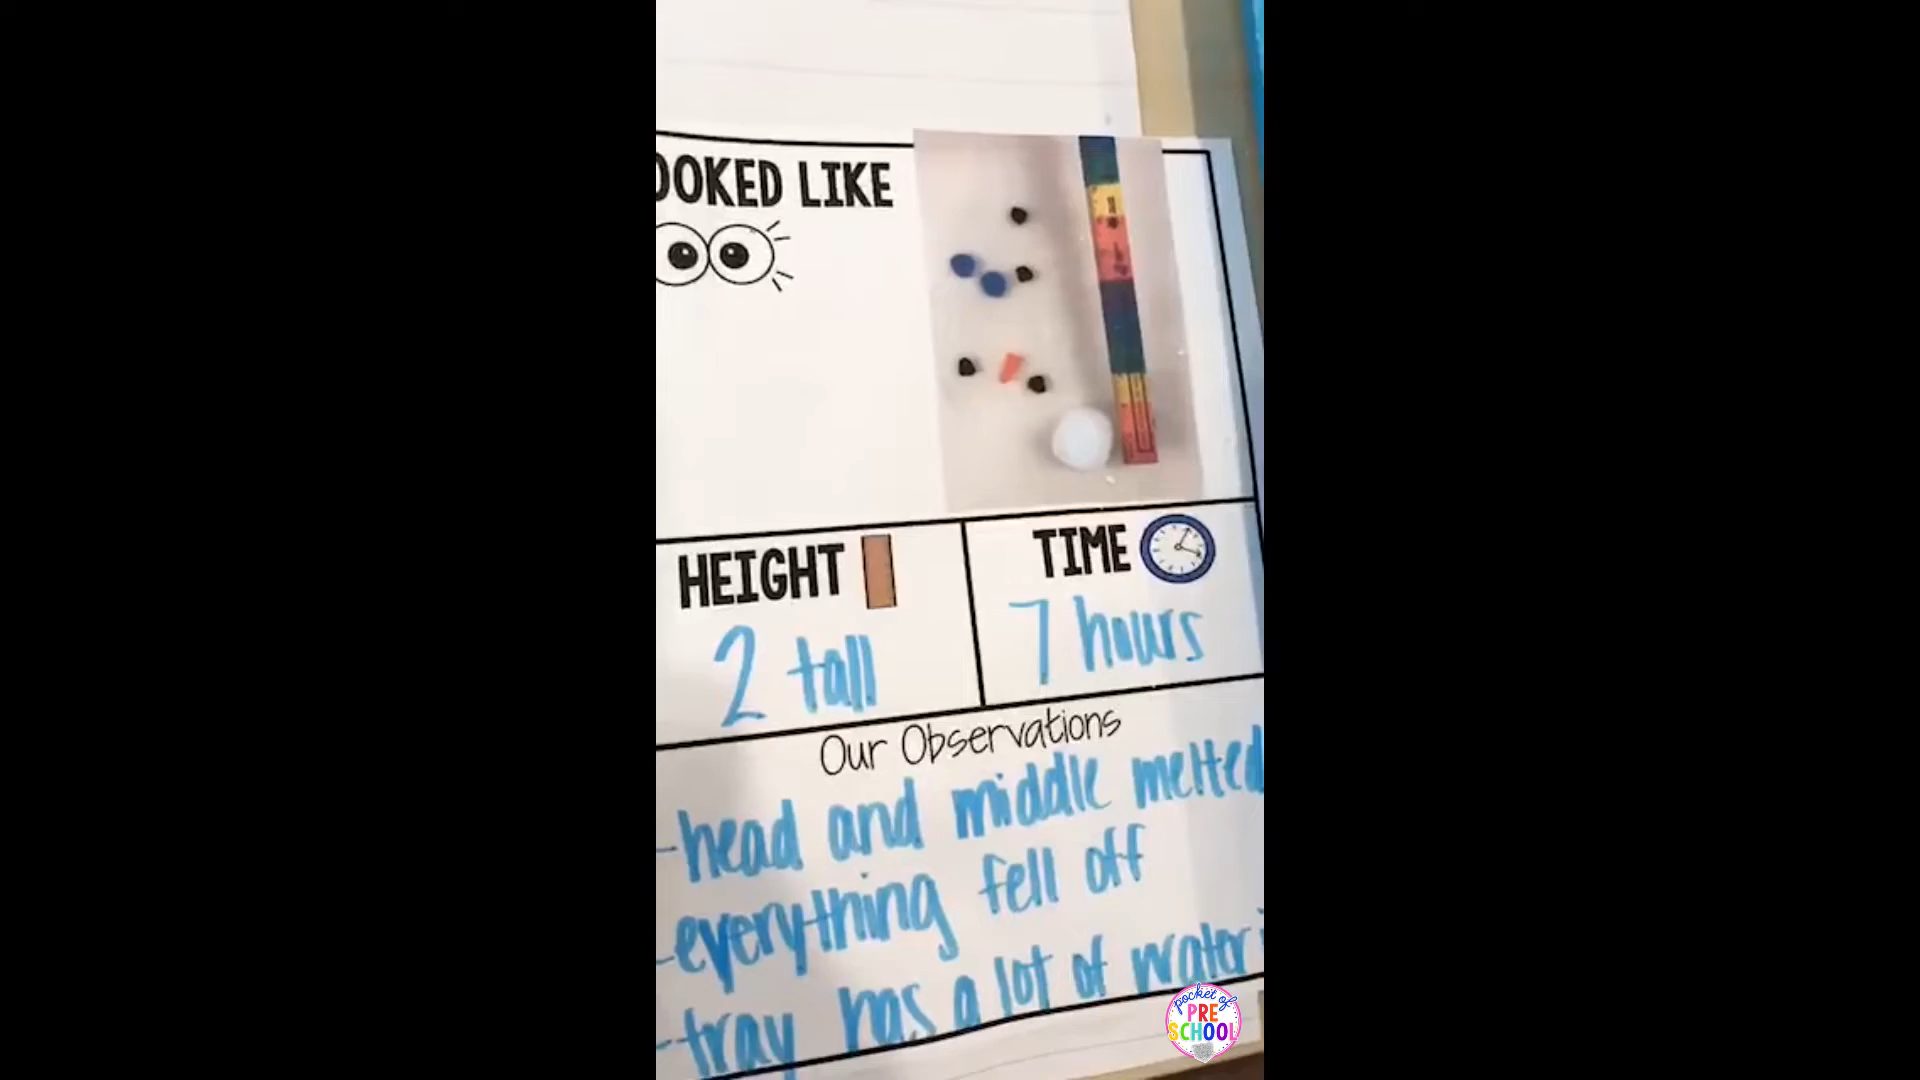 OOKED LIKE
HEIGHT
2 tall
TIME
7 hours
Our Observations
-head and middle melted
-everything fell off
-tray has a lot of water
pocket of
PRE
SCHOOL